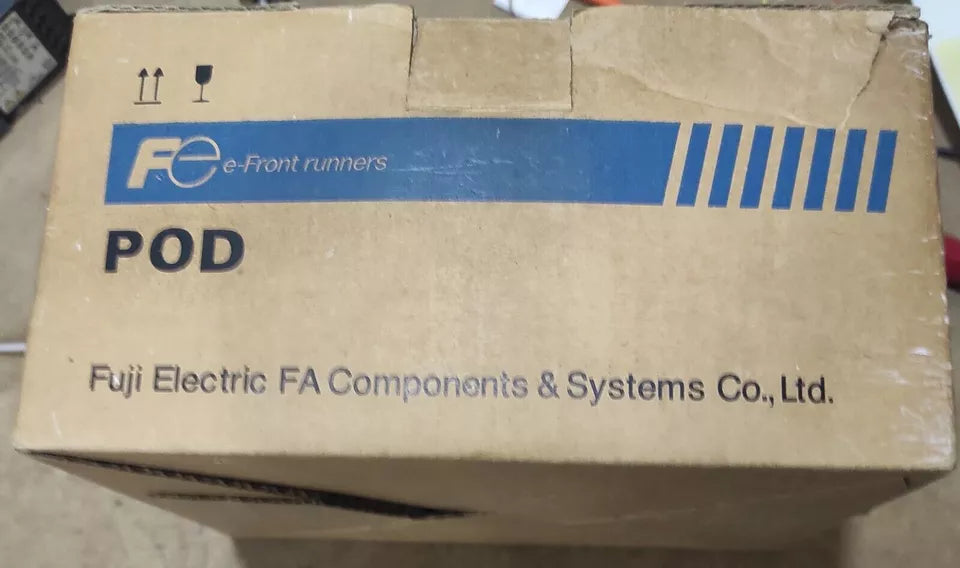 Fe e-Front runners
POD
Fuji Electric FA Components & Systems Co., Ltd.